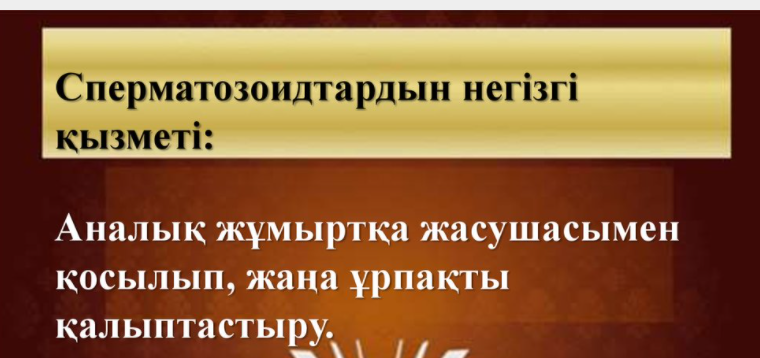 Сперматозоидтардын негізгі
қызметі:
Аналық жұмыртқа жасушасымен
қосылып, жаңа ұрпақты
қалыптастыру.